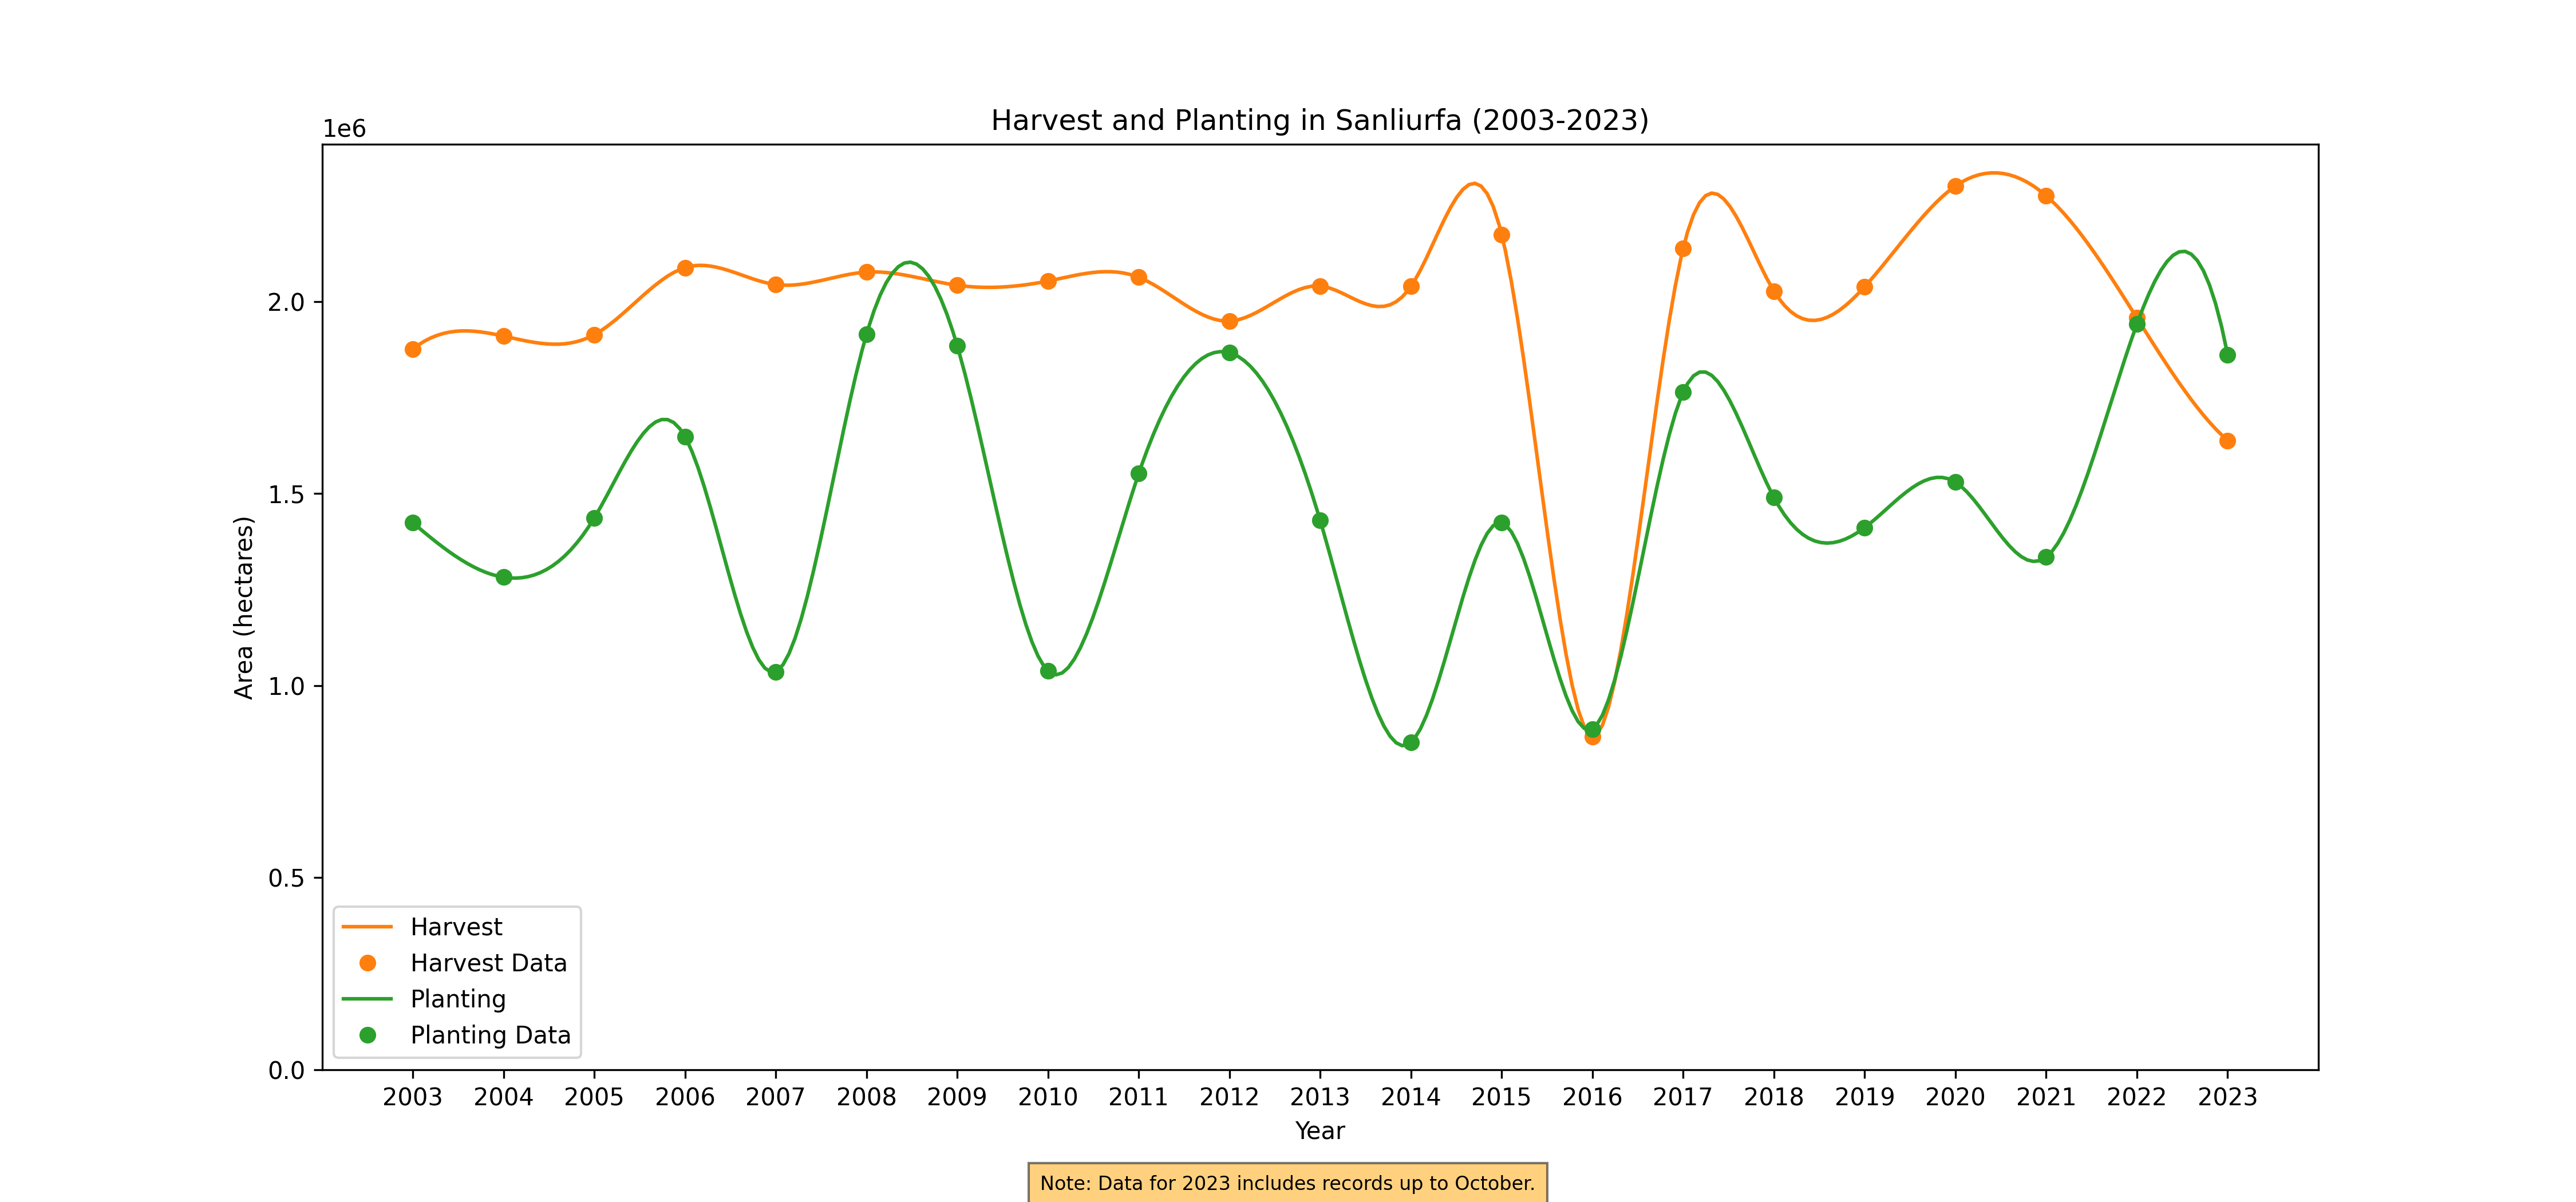 Harvest and Planting in Sanliurfa (2003-2023)
1e6
2.0
1.5
1.0
0.5
0.0
Area (hectares)
Harvest
Harvest Data
Planting
Planting Data
2003 2004 2005 2006 2007 2008 2009 2010 2011 2012 2013 2014 2015 2016 2017 2018 2019 2020 2021 2022 2023
Year
Note: Data for 2023 includes records up to October.